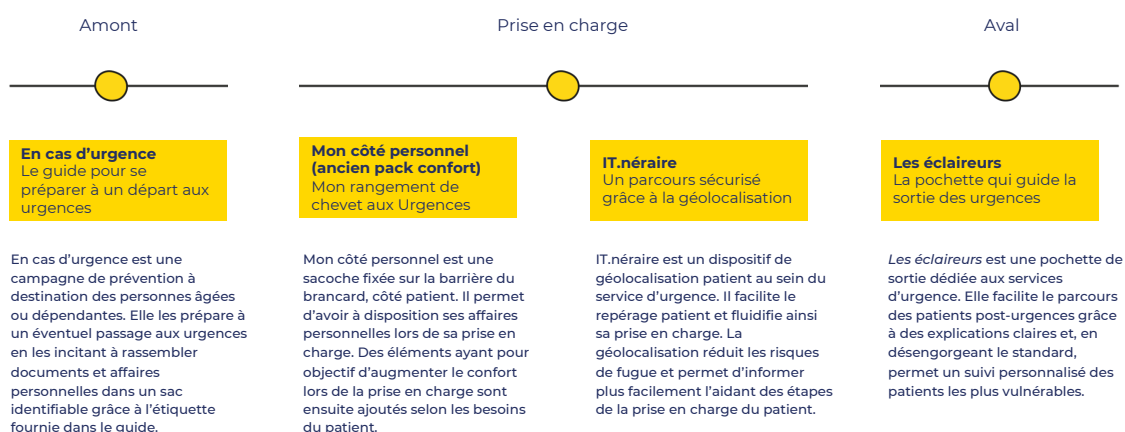 Amont
Prise en charge
Aval
En cas d’urgence
Le guide pour se
préparer à un départ aux
urgences
Mon côté personnel
(ancien pack confort)
Mon rangement de
chevet aux Urgences
IT.néraire
Un parcours sécurisé
grâce à la géolocalisation
Les éclaireurs
La pochette qui guide la
sortie des urgences
En cas d’urgence est une
campagne de prévention à
destination des personnes âgées
ou dépendantes. Elle les prépare à
un éventuel passage aux urgences
en les incitant à rassembler
documents et affaires
personnelles dans un sac
identifiable grâce à l’étiquette
fournie dans le guide.
Mon côté personnel est une
sacoche fixée sur la barrière du
brancard, côté patient. Il permet
d’avoir à disposition ses affaires
personnelles lors de sa prise en
charge. Des éléments ayant pour
objectif d’augmenter le confort
lors de la prise en charge sont
ensuite ajoutés selon les besoins
du patient.
IT.néraire est un dispositif de
géolocalisation patient au sein du
service d’urgence. Il facilite le
repérage patient et fluidifie ainsi
sa prise en charge. La
géolocalisation réduit les risques
de fugue et permet d’informer
plus facilement l’aidant des étapes
de la prise en charge du patient.
Les éclaireurs est une pochette de
sortie dédiée aux services
d’urgence. Elle facilite le parcours
des patients post-urgences grâce
à des explications claires et, en
désengorgeant le standard,
permet un suivi personnalisé des
patients les plus vulnérables.